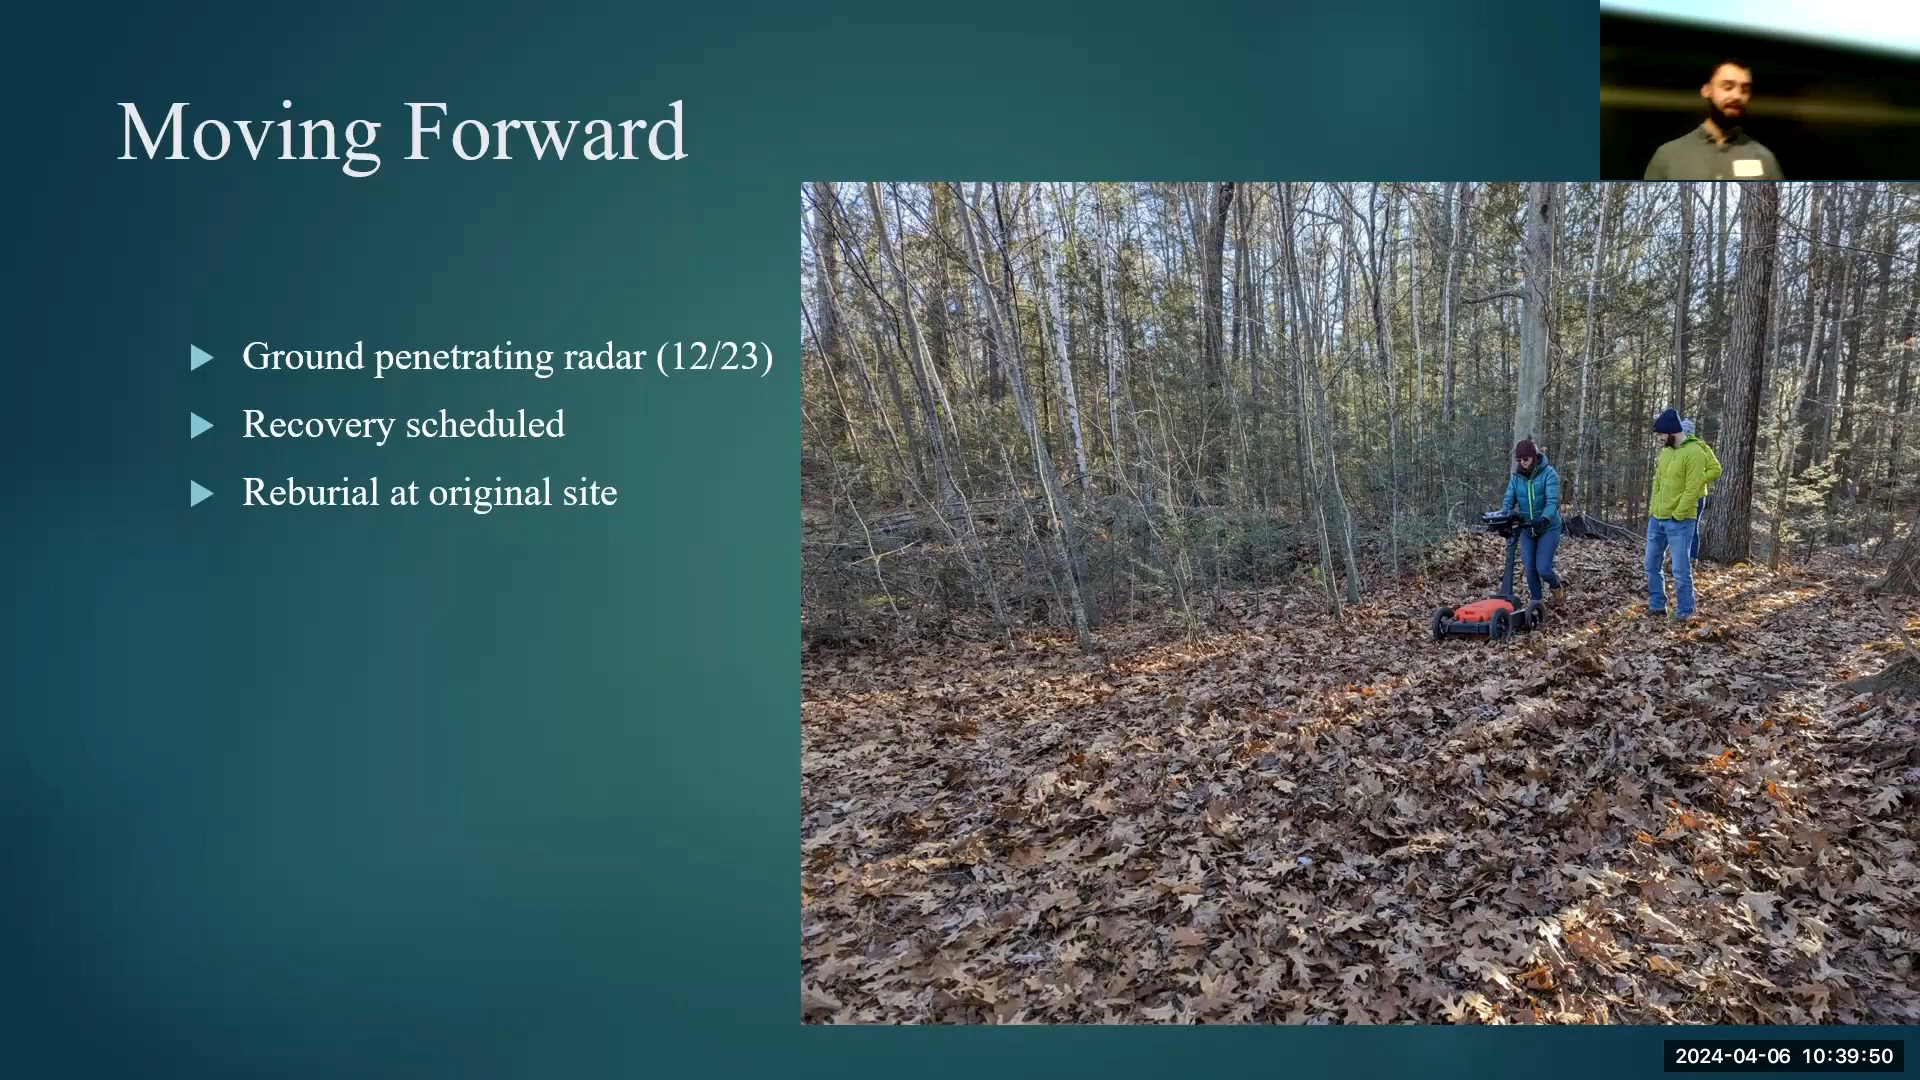 Moving Forward
Ground penetrating radar (12/23)
Recovery scheduled
Reburial at original site
2024-04-06 10:39:50